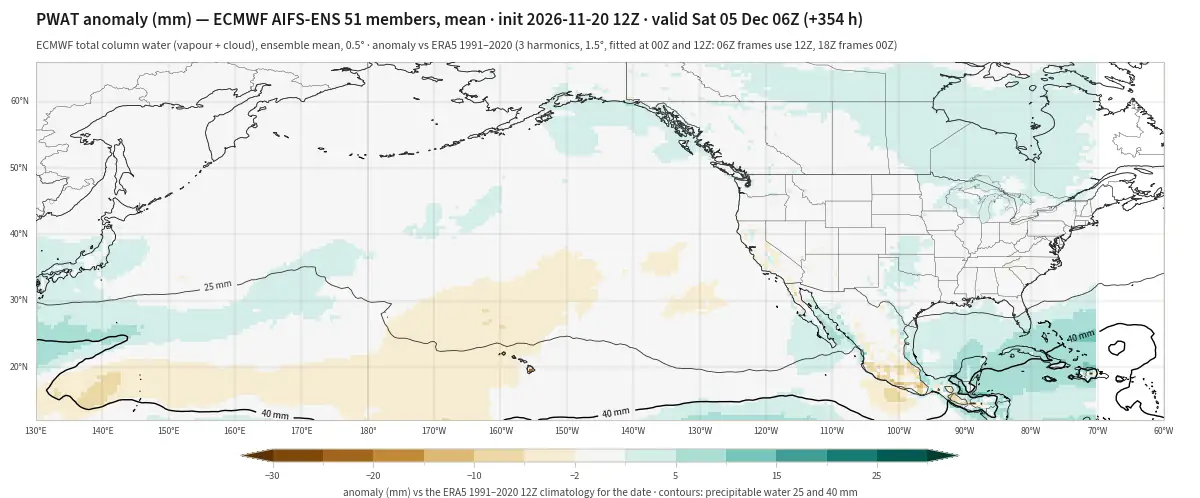 PWAT anomaly (mm) — ECMWF AIFS-ENS 51 members, mean · init 2026-11-20 12Z · valid Sat 05 Dec 06Z (+354 h)
ECMWF total column water (vapour + cloud), ensemble mean, 0.5° · anomaly vs ERA5 1991–2020 (3 harmonics, 1.5°, fitted at 00Z and 12Z: 06Z frames use 12Z, 18Z frames 00Z)
60°N
50°N
40°N
30°N
20°N
25 mm
40 mm
40 mm
40 mm
130°E 140°E 150°E 160°E 170°E 180° 170°W 160°W 150°W 140°W 130°W 120°W 110°W 100°W 90°W 80°W 70°W 60°W
−30 −20 −10 −2 5 15 25
anomaly (mm) vs the ERA5 1991–2020 12Z climatology for the date · contours: precipitable water 25 and 40 mm